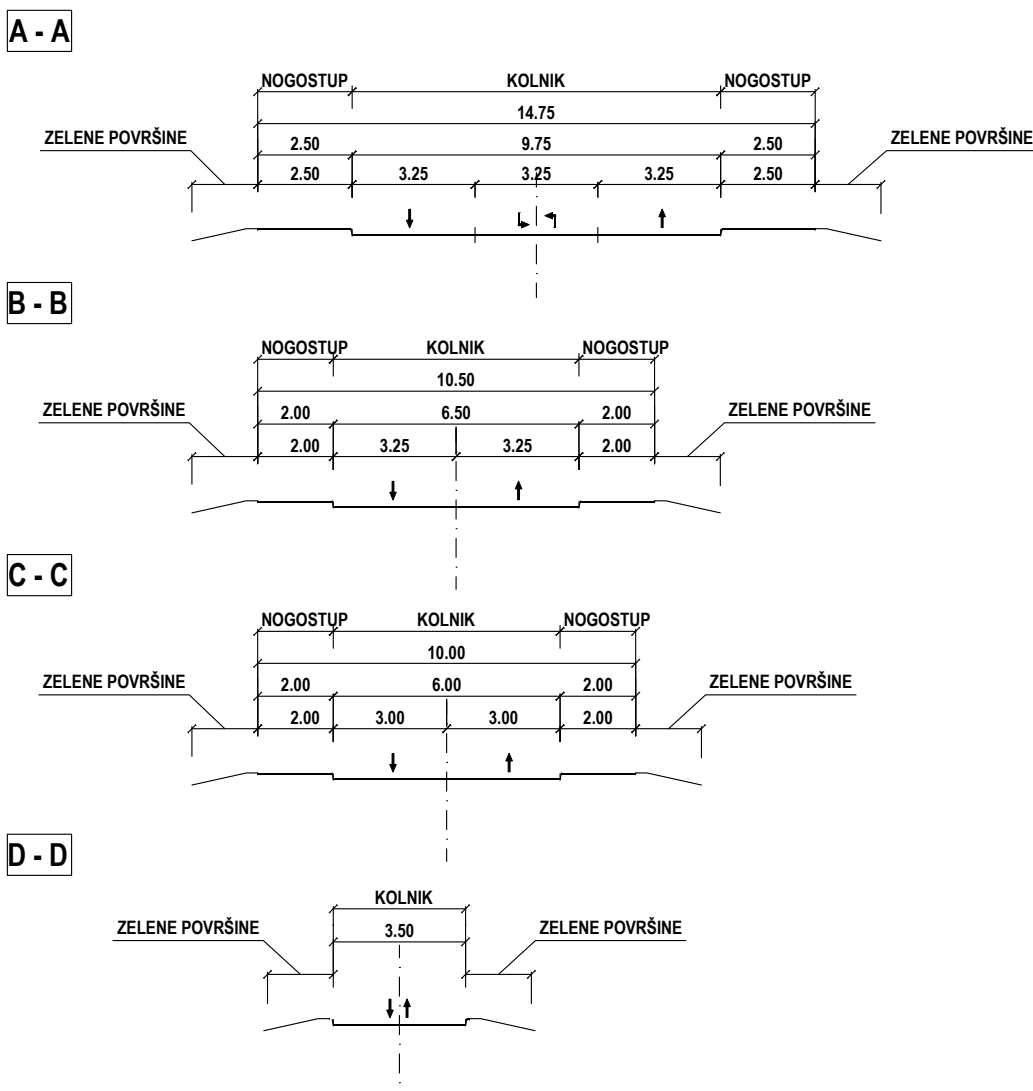 A - A
NOGOSTUP KOLNIK NOGOSTUP
14.75
ZELENE POVRŠINE ZELENE POVRŠINE
2.50 9.75 2.50
2.50 3.25 3.25 3.25 2.50
B - B
NOGOSTUP KOLNIK NOGOSTUP
10.50
ZELENE POVRŠINE ZELENE POVRŠINE
2.00 6.50 2.00
2.00 3.25 3.25 2.00
C - C
NOGOSTUP KOLNIK NOGOSTUP
10.00
ZELENE POVRŠINE ZELENE POVRŠINE
2.00 6.00 2.00
2.00 3.00 3.00 2.00
D - D
KOLNIK
ZELENE POVRŠINE 3.50 ZELENE POVRŠINE